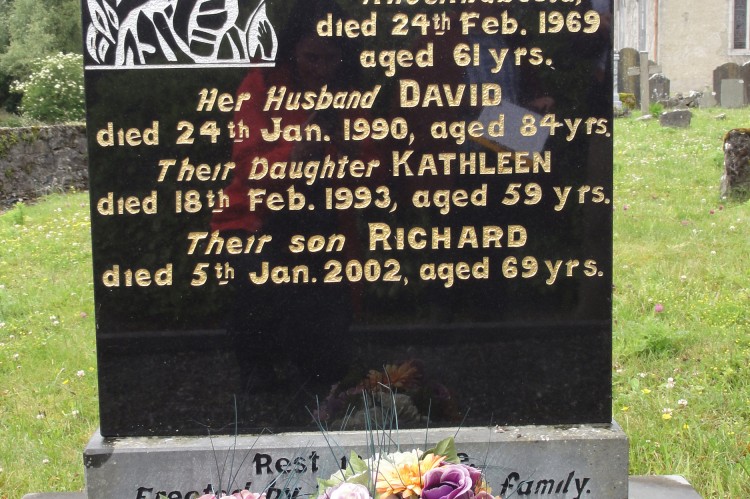 died 24th Feb. 1969
aged 61 yrs.
Her Husband DAVID
died 24th Jan. 1990, aged 84 yrs.
Their Daughter KATHLEEN
died 18th Feb. 1993, aged 59 yrs.
Their son RICHARD
died 5th Jan. 2002, aged 69 yrs.
Rest
Erected by family.